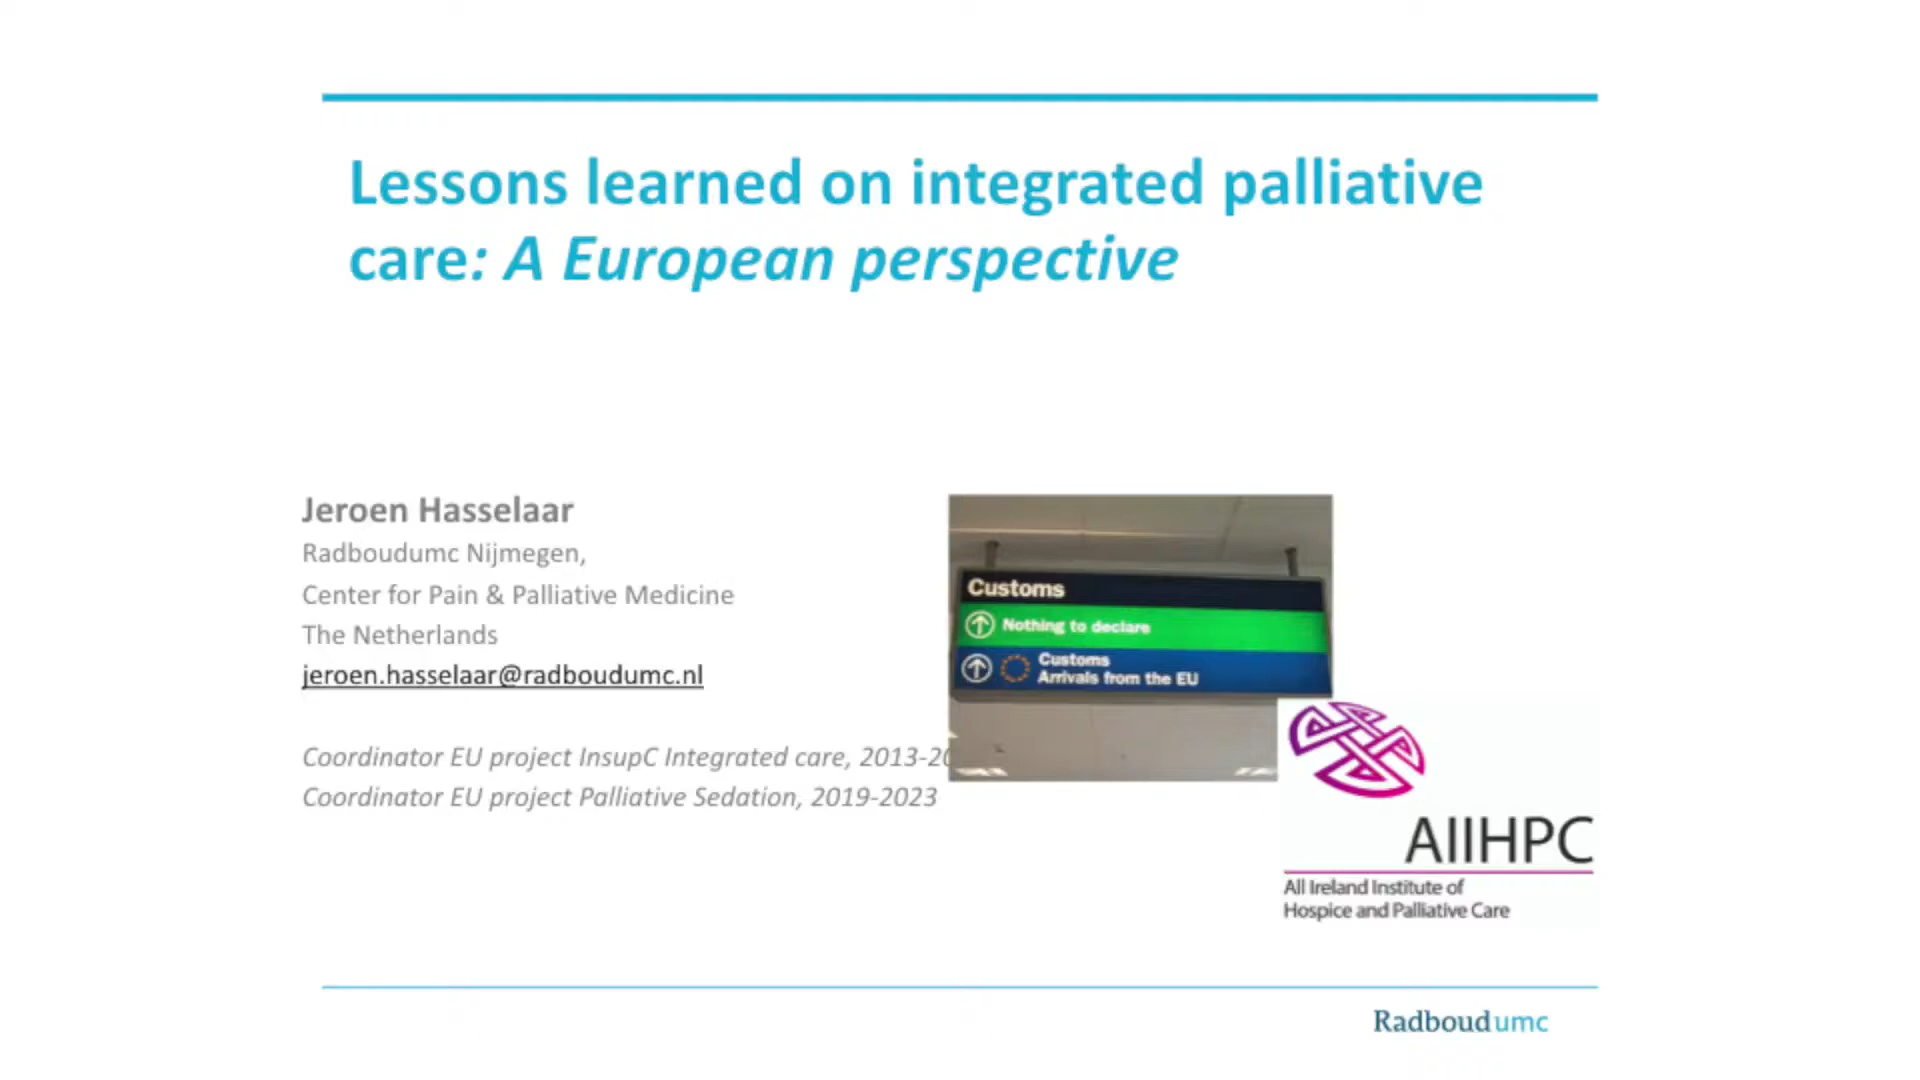 Lessons learned on integrated palliative
care: A European perspective
Jeroen Hasselaar
Radboudumc Nijmegen,
Center for Pain & Palliative Medicine
The Netherlands
jeroen.hasselaar@radboudumc.nl
Coordinator EU project InsupC Integrated care, 2013-20
Coordinator EU project Palliative Sedation, 2019-2023
Customs
Nothing to declare
Customs
Arrivals from the EU
AIIHPC
All Ireland Institute of
Hospice and Palliative Care
Radboudumc